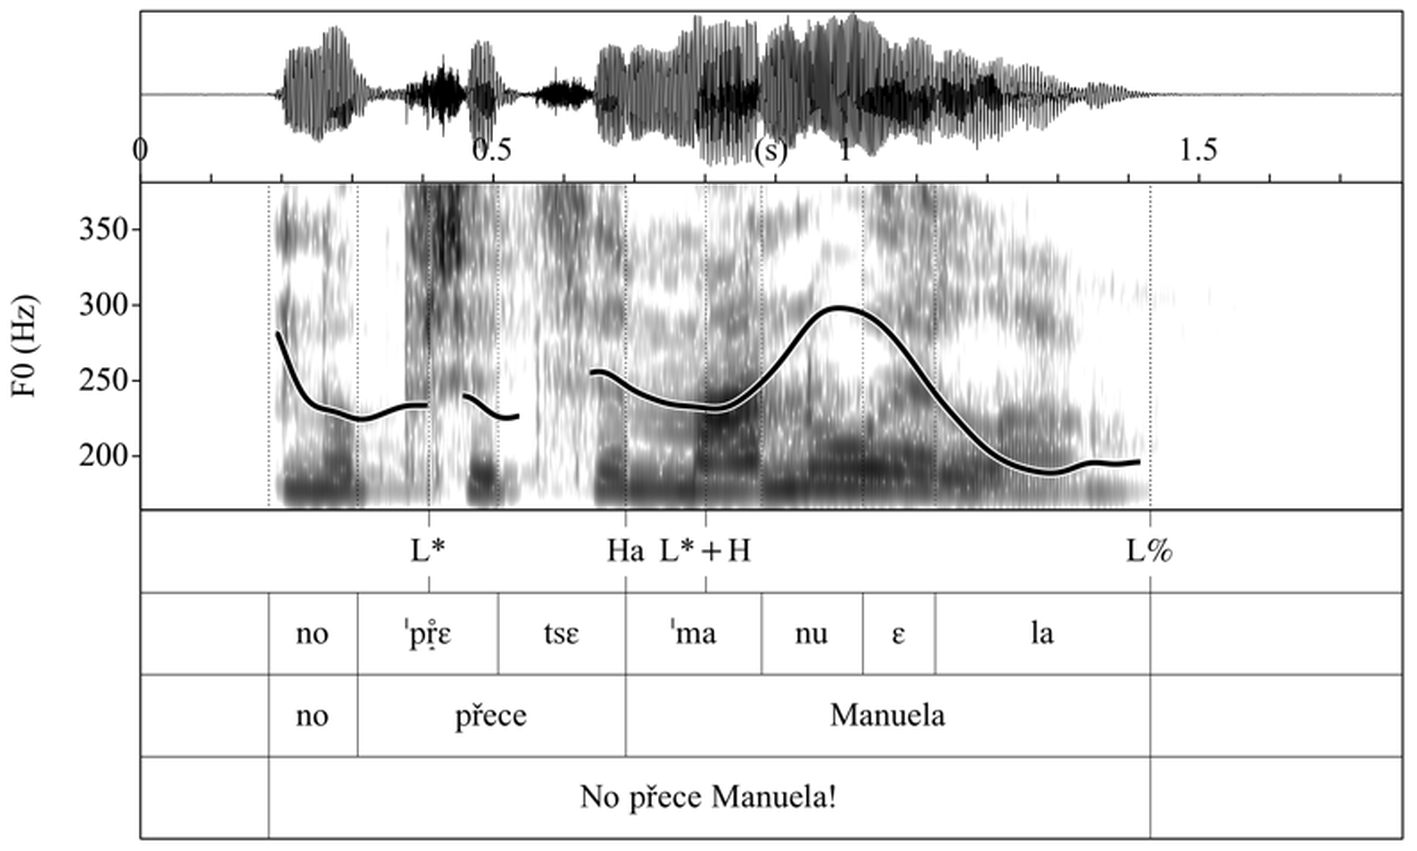 0 0.5 (s) 1 1.5
F0 (Hz)
350
300
250
200
L* Ha L*+H L%
no ˈpr̝̊ɛ tsɛ ˈma nu ɛ la
no přece Manuela
No přece Manuela!